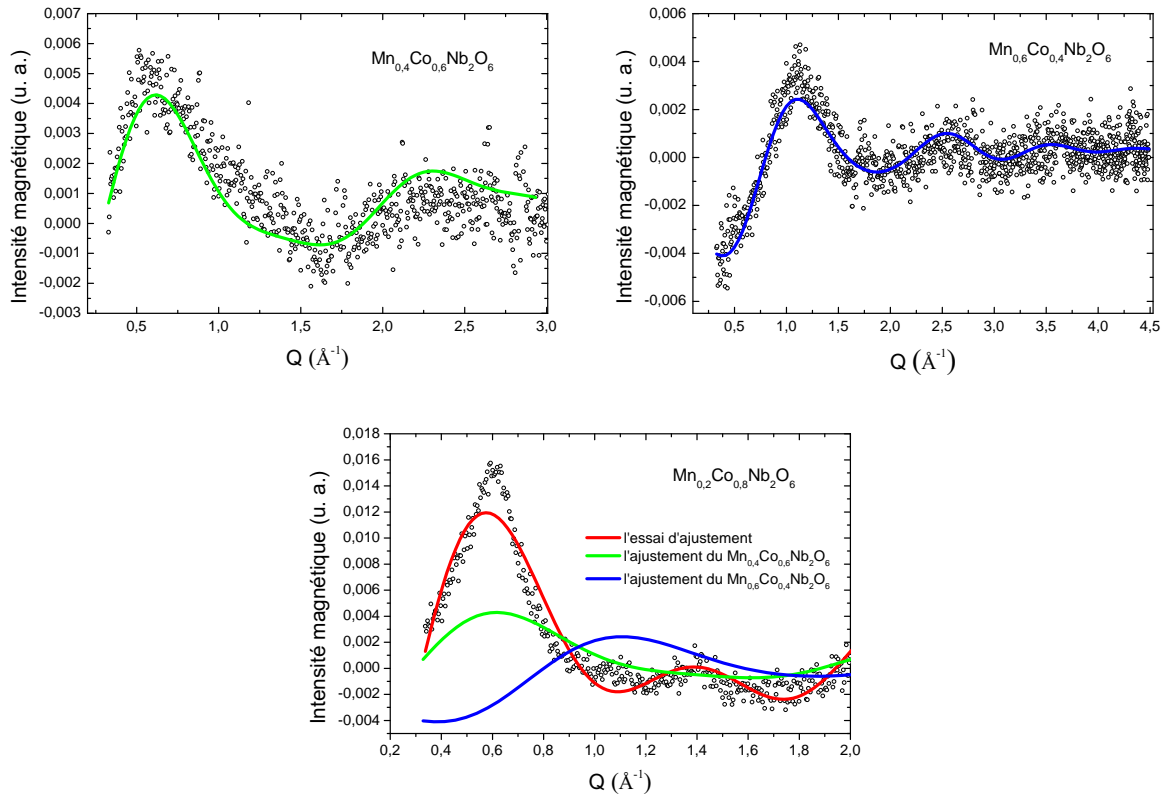 0,007
0,006
0,005
0,004
0,003
0,002
0,001
0,000
-0,001
-0,002
-0,003
Intensité magnétique (u. a.)
Mn0,4Co0,6Nb2O6
0,5 1,0 1,5 2,0 2,5 3,0
Q (Å-1)
0,006
0,004
0,002
0,000
-0,002
-0,004
-0,006
Intensité magnétique (u. a.)
Mn0,6Co0,4Nb2O6
0,5 1,0 1,5 2,0 2,5 3,0 3,5 4,0 4,5
Q (Å-1)
0,018
0,016
0,014
0,012
0,010
0,008
0,006
0,004
0,002
0,000
-0,002
-0,004
Intensité magnétique (u. a.)
Mn0,2Co0,8Nb2O6
l'essai d'ajustement
l'ajustement du Mn0,4Co0,6Nb2O6
l'ajustement du Mn0,6Co0,4Nb2O6
0,2 0,4 0,6 0,8 1,0 1,2 1,4 1,6 1,8 2,0
Q (Å-1)